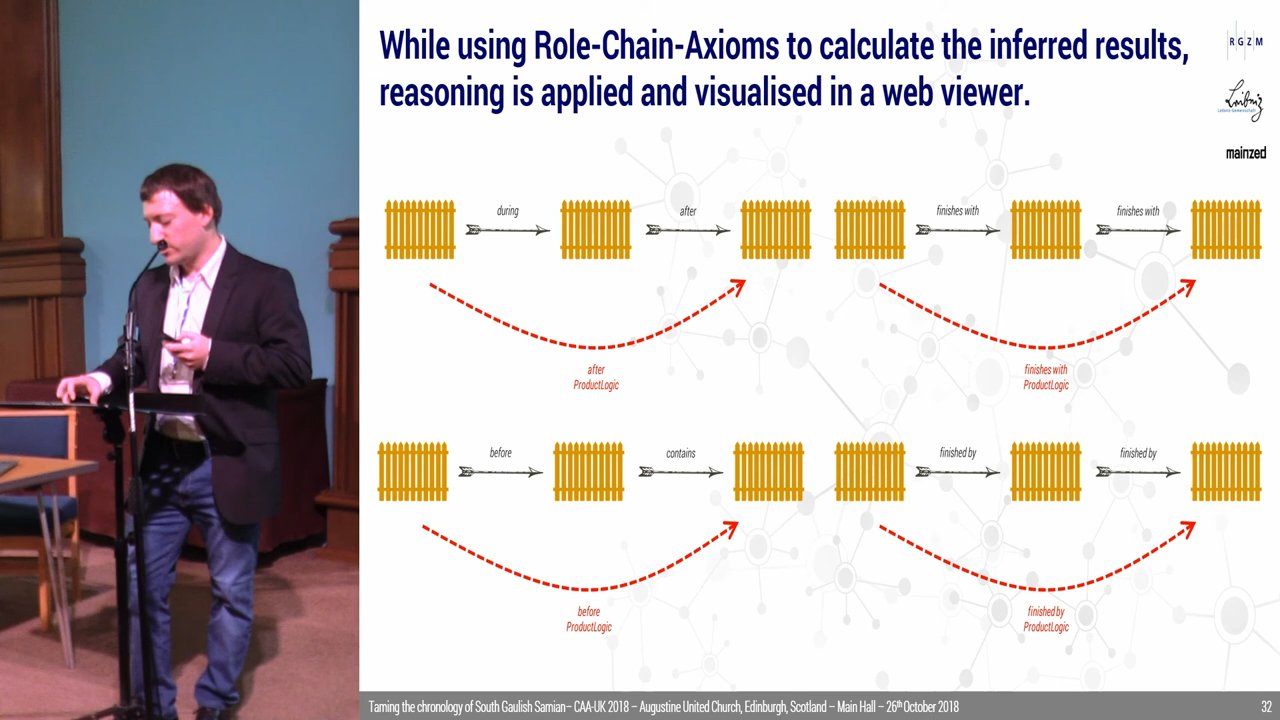 While using Role-Chain-Axioms to calculate the inferred results,
reasoning is applied and visualised in a web viewer.
R G Z M
Leibniz
Leibniz-Gemeinschaft
mainzed
during
after
finishes with
finishes with
after
ProductLogic
finishes with
ProductLogic
before
contains
finished by
finished by
before
ProductLogic
finished by
ProductLogic
Taming the chronology of South Gaulish Samian– CAA-UK 2018 – Augustine United Church, Edinburgh, Scotland – Main Hall – 26th October 2018
32